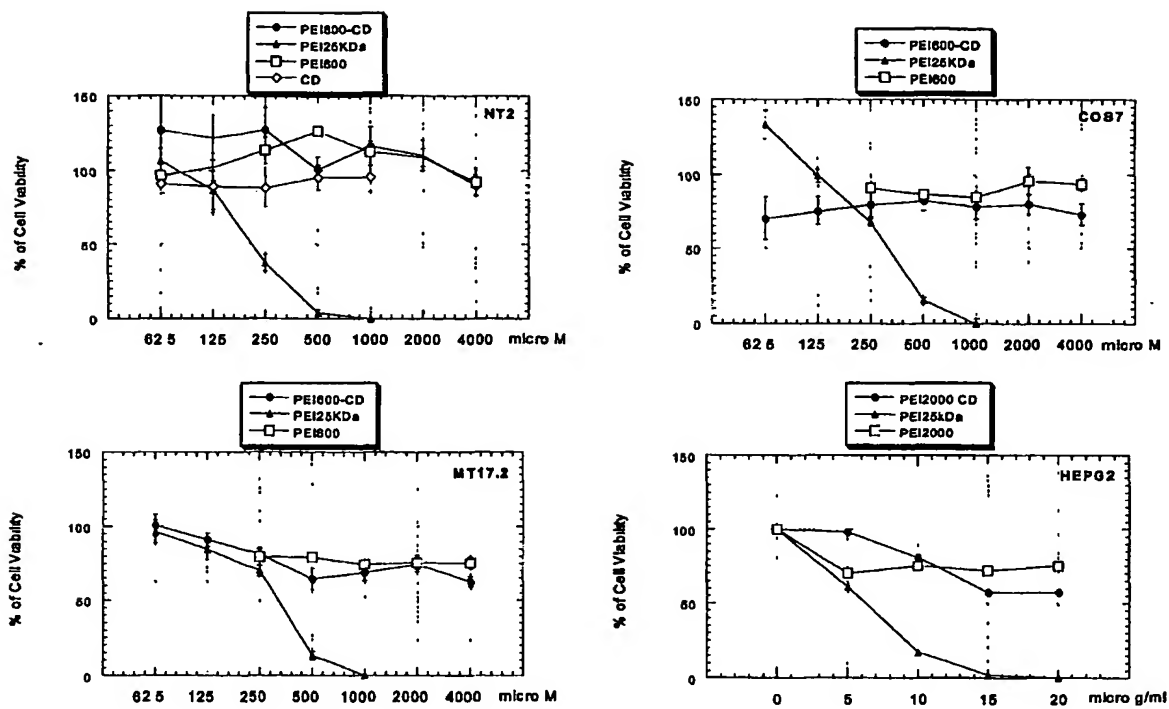 PEI600-CD
PEI25KDa
PEI600
CD
NT2
% of Cell Viability
150
100
50
0
62 5 125 250 500 1000 2000 4000 micro M
PEI600-CD
PEI25KDa
PEI600
COS7
% of Cell Viability
150
100
50
0
62 5 125 250 500 1000 2000 4000 micro M
PEI600-CD
PEI25KDa
PEI600
MT17.2
% of Cell Viability
150
100
50
0
62 5 125 250 500 1000 2000 4000 micro M
PEI2000 CD
PEI25kDa
PEI2000
HEPG2
% of Cell Viability
150
100
50
0
0 5 10 15 20 micro g/ml